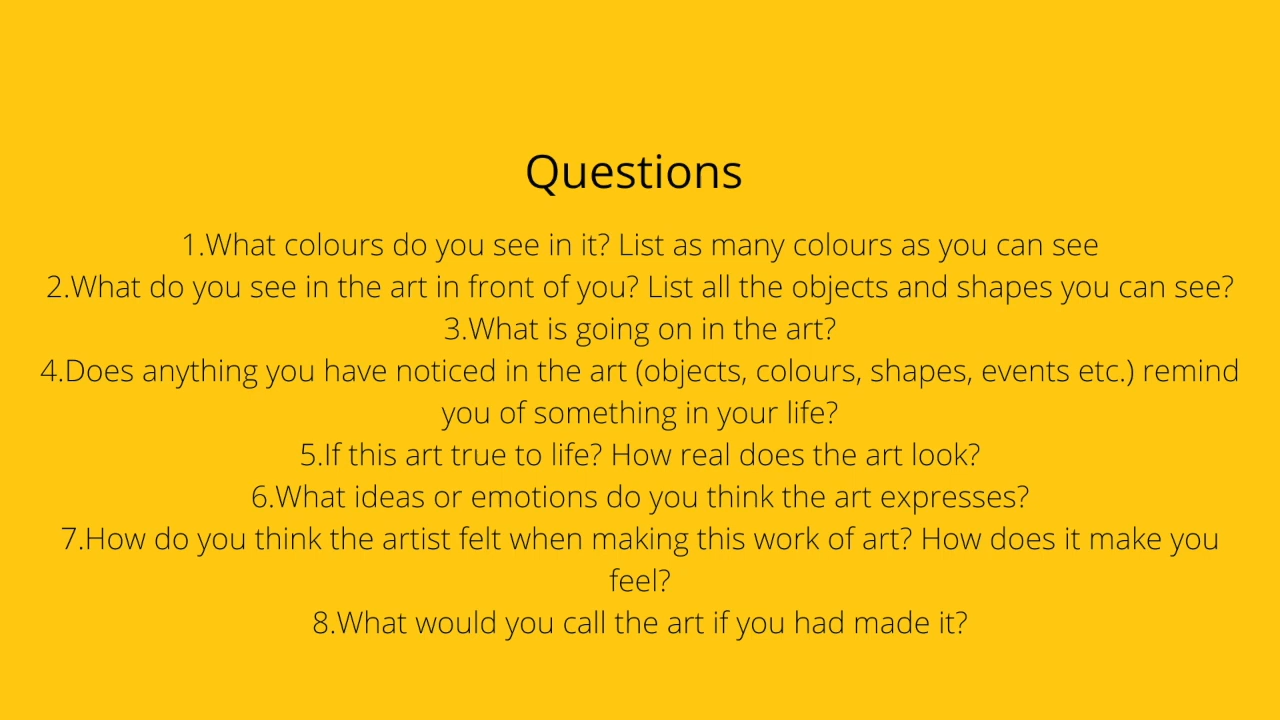 Questions
1.What colours do you see in it? List as many colours as you can see
2.What do you see in the art in front of you? List all the objects and shapes you can see?
3.What is going on in the art?
4.Does anything you have noticed in the art (objects, colours, shapes, events etc.) remind
you of something in your life?
5.If this art true to life? How real does the art look?
6.What ideas or emotions do you think the art expresses?
7.How do you think the artist felt when making this work of art? How does it make you
feel?
8.What would you call the art if you had made it?